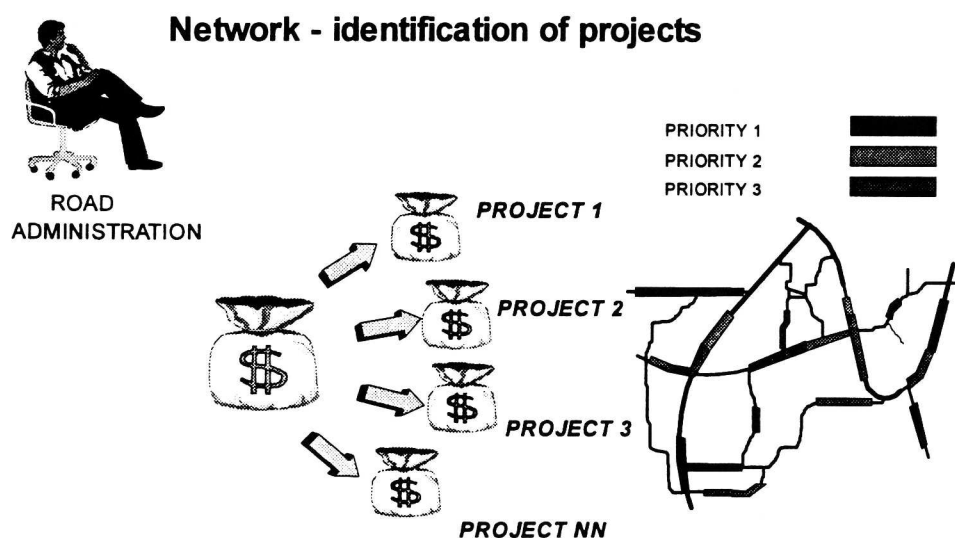 Network - identification of projects
ROAD
ADMINISTRATION
PRIORITY 1
PRIORITY 2
PRIORITY 3
PROJECT 1
$
PROJECT 2
$
$
PROJECT 3
$
PROJECT NN
$